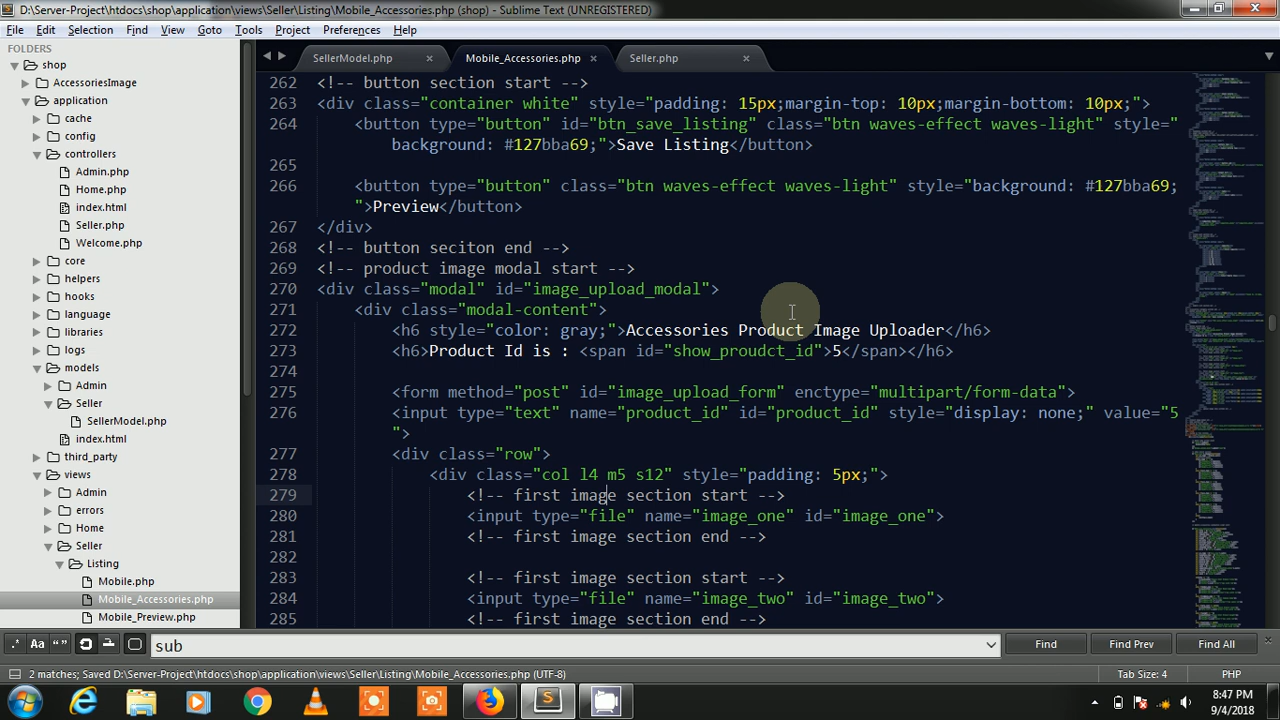 D:\Server-Project\htdocs\shop\application\views\Seller\Listing\Mobile_Accessories.php (shop) - Sublime Text (UNREGISTERED)
File Edit Selection Find View Goto Tools Project Preferences Help
FOLDERS
shop
AccessoriesImage
application
cache
config
controllers
Admin.php
Home.php
index.html
Seller.php
Welcome.php
core
helpers
hooks
language
libraries
logs
models
Admin
Seller
SellerModel.php
index.html
third_party
views
Admin
errors
Home
Seller
Listing
Mobile.php
Mobile_Accessories.php
Mobile_Preview.php
SellerModel.php Mobile_Accessories.php Seller.php
262 <!-- button section start -->
263 <div class="container white" style="padding: 15px;margin-top: 10px;margin-bottom: 10px;">
264 <button type="button" id="btn_save_listing" class="btn waves-effect waves-light" style="
background: #127bba69;">Save Listing</button>
265
266 <button type="button" class="btn waves-effect waves-light" style="background: #127bba69;
">Preview</button>
267 </div>
268 <!-- button seciton end -->
269 <!-- product image modal start -->
270 <div class="modal" id="image_upload_modal">
271 <div class="modal-content">
272 <h6 style="color: gray;">Accessories Product Image Uploader</h6>
273 <h6>Product id is : <span id="show_proudct_id">5</span></h6>
274
275 <form method="post" id="image_upload_form" enctype="multipart/form-data">
276 <input type="text" name="product_id" id="product_id" style="display: none;" value="5
">
277 <div class="row">
278 <div class="col l4 m5 s12" style="padding: 5px;">
279 <!-- first image section start -->
280 <input type="file" name="image_one" id="image_one">
281 <!-- first image section end -->
282
283 <!-- first image section start -->
284 <input type="file" name="image_two" id="image_two">
285 <!-- first image section end -->
.* Aa “ ”
sub
Find Find Prev Find All
2 matches; Saved D:\Server-Project\htdocs\shop\application\views\Seller\Listing\Mobile_Accessories.php (UTF-8) Tab Size: 4 PHP
8:47 PM
9/4/2018